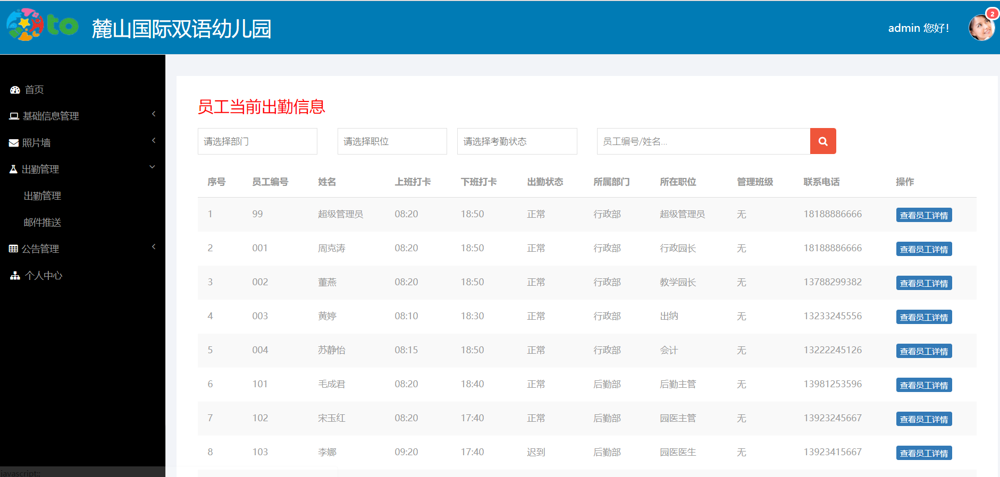 to 麓山国际双语幼儿园
admin 您好！
2
首页
基础信息管理
照片墙
出勤管理
出勤管理
邮件推送
公告管理
个人中心
员工当前出勤信息
请选择部门 请选择职位 请选择考勤状态 员工编号/姓名...
序号 员工编号 姓名 上班打卡 下班打卡 出勤状态 所属部门 所在职位 管理班级 联系电话 操作
1 99 超级管理员 08:20 18:50 正常 行政部 超级管理员 无 18188886666 查看员工详情
2 001 周克涛 08:20 18:50 正常 行政部 行政园长 无 18188886666 查看员工详情
3 002 董燕 08:20 18:50 正常 行政部 教学园长 无 13788299382 查看员工详情
4 003 黄婷 08:10 18:30 正常 行政部 出纳 无 13233245556 查看员工详情
5 004 苏静怡 08:15 18:50 正常 行政部 会计 无 13222245126 查看员工详情
6 101 毛成君 08:20 18:40 正常 后勤部 后勤主管 无 13981253596 查看员工详情
7 102 宋玉红 08:20 17:40 正常 后勤部 园医主管 无 13923245667 查看员工详情
8 103 李娜 09:20 17:40 迟到 后勤部 园医医生 无 13923415667 查看员工详情
javascript:;